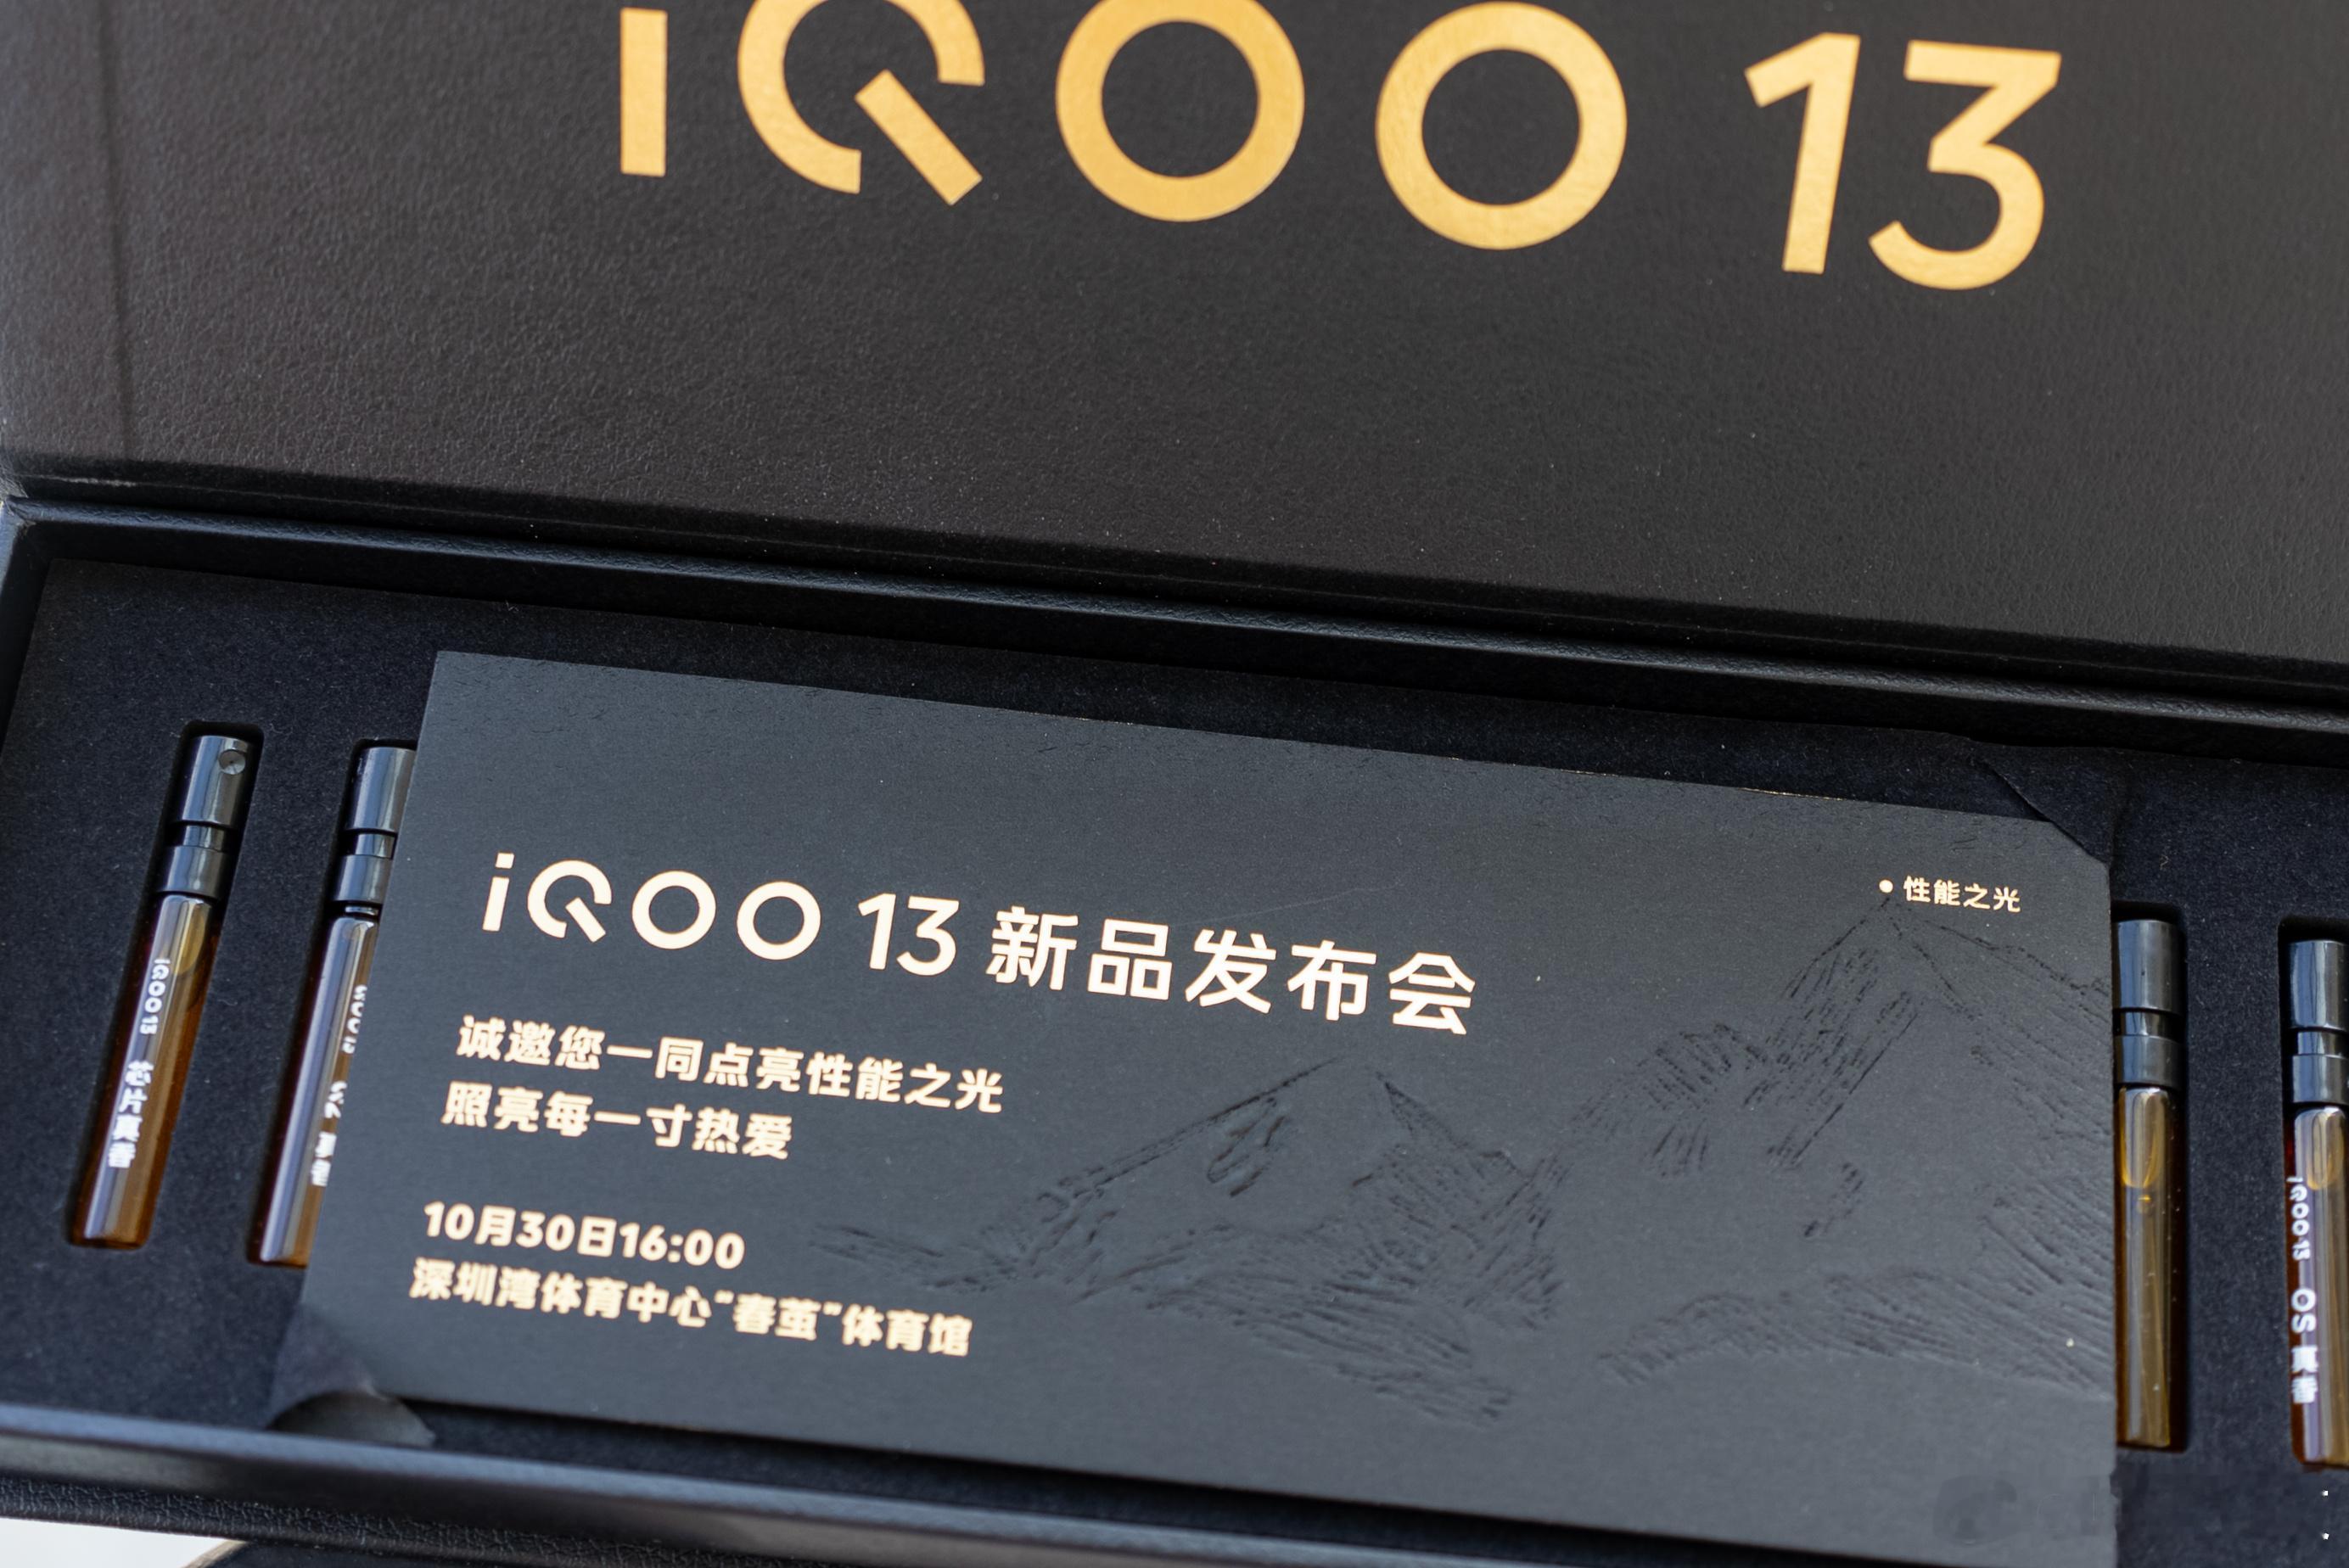 iQOO 13
iQOO 13 新品发布会
性能之光
诚邀您一同点亮性能之光
照亮每一寸热爱
10月30日16:00
深圳湾体育中心“春茧”体育馆
iQOO 13 芯片真香
iQOO 13 OS 真香